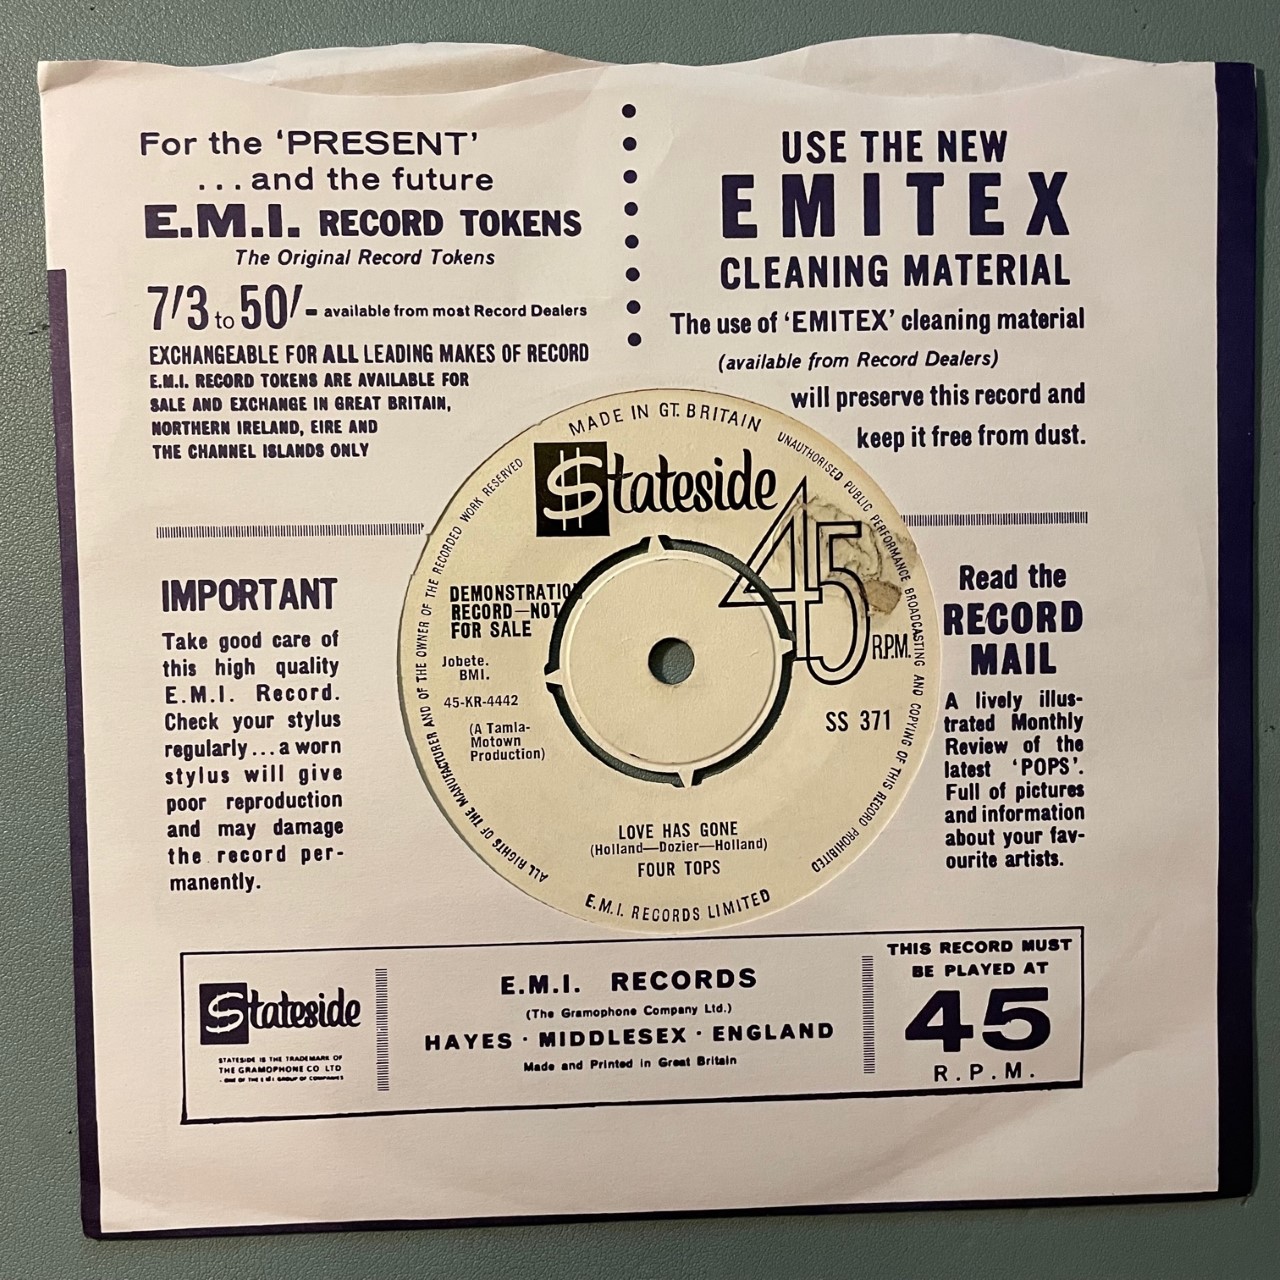 For the ‘PRESENT’
...and the future
E.M.I. RECORD TOKENS
The Original Record Tokens
7/3 to 50/- available from most Record Dealers
EXCHANGEABLE FOR ALL LEADING MAKES OF RECORD
E.M.I. RECORD TOKENS ARE AVAILABLE FOR
SALE AND EXCHANGE IN GREAT BRITAIN,
NORTHERN IRELAND, EIRE AND
THE CHANNEL ISLANDS ONLY
USE THE NEW
EMITEX
CLEANING MATERIAL
The use of ‘EMITEX’ cleaning material
(available from Record Dealers)
will preserve this record and
keep it free from dust.
MADE IN GT. BRITAIN
UNAUTHORISED PUBLIC PERFORMANCE BROADCASTING AND COPYING OF THIS RECORD PROHIBITED
ALL RIGHTS OF THE MANUFACTURER AND OF THE OWNER OF THE RECORDED WORK RESERVED
$tateside
45
R.P.M.
DEMONSTRATION
RECORD—NOT
FOR SALE
Jobete.
BMI.
45-KR-4442
(A Tamla-
Motown
Production)
SS 371
LOVE HAS GONE
(Holland—Dozier—Holland)
FOUR TOPS
E.M.I. RECORDS LIMITED
IMPORTANT
Take good care of
this high quality
E.M.I. Record.
Check your stylus
regularly...a worn
stylus will give
poor reproduction
and may damage
the record per-
manently.
Read the
RECORD
MAIL
A lively illus-
trated Monthly
Review of the
latest ‘POPS’.
Full of pictures
and information
about your fav-
ourite artists.
$tateside
STATESIDE IS THE TRADEMARK OF
THE GRAMOPHONE CO LTD
- ONE OF THE E.M.I GROUP OF COMPANIES
E.M.I. RECORDS
(The Gramophone Company Ltd.)
HAYES · MIDDLESEX · ENGLAND
Made and Printed in Great Britain
THIS RECORD MUST
BE PLAYED AT
45
R.P.M.